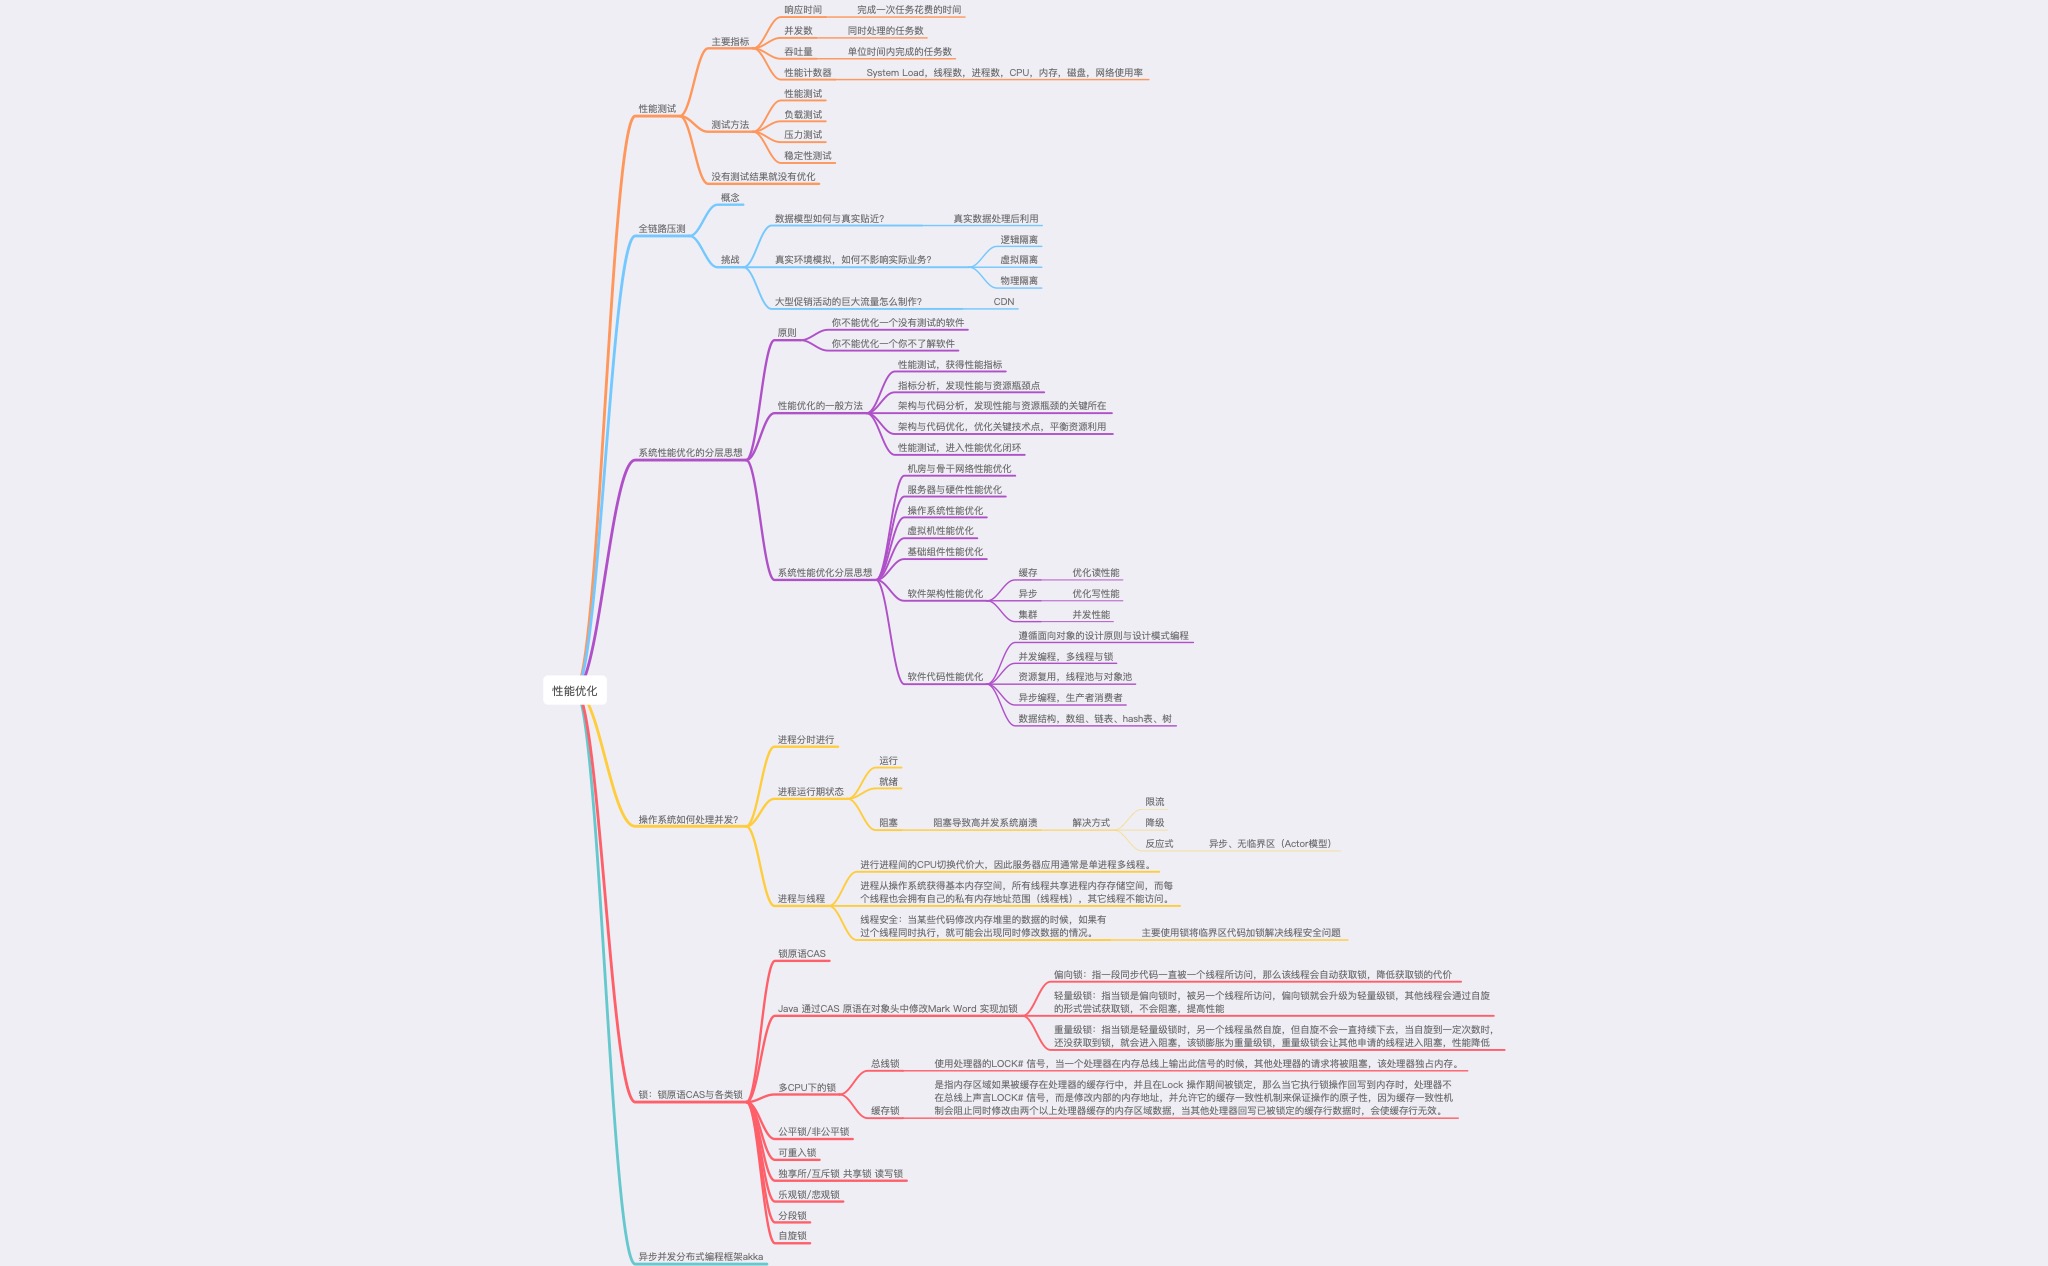 响应时间
完成一次任务花费的时间
并发数
同时处理的任务数
主要指标
吞吐量
单位时间内完成的任务数
性能计数器
System Load，线程数，进程数，CPU，内存，磁盘，网络使用率
性能测试
性能测试
测试方法
负载测试
压力测试
稳定性测试
没有测试结果就没有优化
概念
全链路压测
数据模型如何与真实贴近？
真实数据处理后利用
挑战
真实环境模拟，如何不影响实际业务？
逻辑隔离
虚拟隔离
物理隔离
大型促销活动的巨大流量怎么制作？
CDN
原则
你不能优化一个没有测试的软件
你不能优化一个你不了解软件
性能优化的一般方法
性能测试，获得性能指标
指标分析，发现性能与资源瓶颈点
架构与代码分析，发现性能与资源瓶颈的关键所在
架构与代码优化，优化关键技术点，平衡资源利用
性能测试，进入性能优化闭环
系统性能优化的分层思想
机房与骨干网络性能优化
服务器与硬件性能优化
操作系统性能优化
虚拟机性能优化
基础组件性能优化
系统性能优化分层思想
软件架构性能优化
缓存
优化读性能
异步
优化写性能
集群
并发性能
软件代码性能优化
遵循面向对象的设计原则与设计模式编程
并发编程，多线程与锁
资源复用，线程池与对象池
异步编程，生产者消费者
数据结构，数组、链表、hash表、树
性能优化
进程分时进行
操作系统如何处理并发？
进程运行期状态
运行
就绪
阻塞
阻塞导致高并发系统崩溃
解决方式
限流
降级
反应式
异步、无临界区（Actor模型）
进程与线程
进行进程间的CPU切换代价大，因此服务器应用通常是单进程多线程。
进程从操作系统获得基本内存空间，所有线程共享进程内存存储空间，而每
个线程也会拥有自己的私有内存地址范围（线程栈），其它线程不能访问。
线程安全：当某些代码修改内存堆里的数据的时候，如果有
过个线程同时执行，就可能会出现同时修改数据的情况。
主要使用锁将临界区代码加锁解决线程安全问题
锁原语CAS
Java 通过CAS 原语在对象头中修改Mark Word 实现加锁
偏向锁：指一段同步代码一直被一个线程所访问，那么该线程会自动获取锁，降低获取锁的代价
轻量级锁：指当锁是偏向锁时，被另一个线程所访问，偏向锁就会升级为轻量级锁，其他线程会通过自旋
的形式尝试获取锁，不会阻塞，提高性能
重量级锁：指当锁是轻量级锁时，另一个线程虽然自旋，但自旋不会一直持续下去，当自旋到一定次数时，
还没获取到锁，就会进入阻塞，该锁膨胀为重量级锁，重量级锁会让其他申请的线程进入阻塞，性能降低
锁：锁原语CAS与各类锁
多CPU下的锁
总线锁
使用处理器的LOCK# 信号，当一个处理器在内存总线上输出此信号的时候，其他处理器的请求将被阻塞，该处理器独占内存。
缓存锁
是指内存区域如果被缓存在处理器的缓存行中，并且在Lock 操作期间被锁定，那么当它执行锁操作回写到内存时，处理器不
在总线上声言LOCK# 信号，而是修改内部的内存地址，并允许它的缓存一致性机制来保证操作的原子性，因为缓存一致性机
制会阻止同时修改由两个以上处理器缓存的内存区域数据，当其他处理器回写已被锁定的缓存行数据时，会使缓存行无效。
公平锁/非公平锁
可重入锁
独享所/互斥锁 共享锁 读写锁
乐观锁/悲观锁
分段锁
自旋锁
异步并发分布式编程框架akka